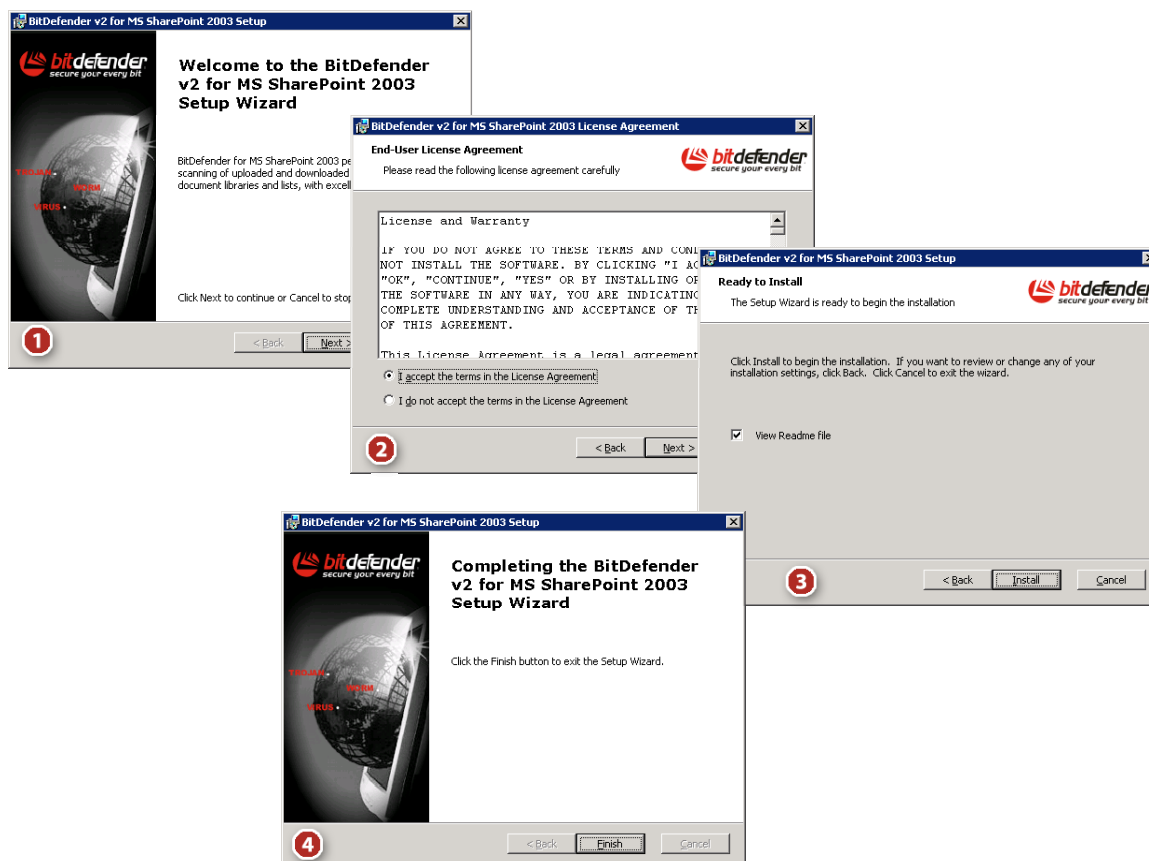 BitDefender v2 for MS SharePoint 2003 Setup
bitdefender
secure your every bit
TROJAN
WORM
VIRUS
Welcome to the BitDefender
v2 for MS SharePoint 2003
Setup Wizard
BitDefender for MS SharePoint 2003
scanning of uploaded and downloaded
document libraries and lists, with
Click Next to continue or Cancel to stop
1
< Back
Next >
BitDefender v2 for MS SharePoint 2003 License Agreement
End-User License Agreement
Please read the following license agreement carefully
bitdefender
secure your every bit
License and Warranty
IF YOU DO NOT AGREE TO THESE TERMS AND
NOT INSTALL THE SOFTWARE. BY CLICKING "I
"OK", "CONTINUE", "YES" OR BY INSTALLING OR
THE SOFTWARE IN ANY WAY, YOU ARE INDICATING
COMPLETE UNDERSTANDING AND ACCEPTANCE OF
OF THIS AGREEMENT.
This License Agreement is a legal agreement
I accept the terms in the License Agreement
I do not accept the terms in the License Agreement
2
< Back
Next >
BitDefender v2 for MS SharePoint 2003 Setup
Ready to Install
The Setup Wizard is ready to begin the installation
bitdefender
secure your every bit
Click Install to begin the installation. If you want to review or change any of your
installation settings, click Back. Click Cancel to exit the wizard.
View Readme file
3
< Back
Install
Cancel
BitDefender v2 for MS SharePoint 2003 Setup
bitdefender
secure your every bit
TROJAN
WORM
VIRUS
Completing the BitDefender
v2 for MS SharePoint 2003
Setup Wizard
Click the Finish button to exit the Setup Wizard.
4
< Back
Finish
Cancel